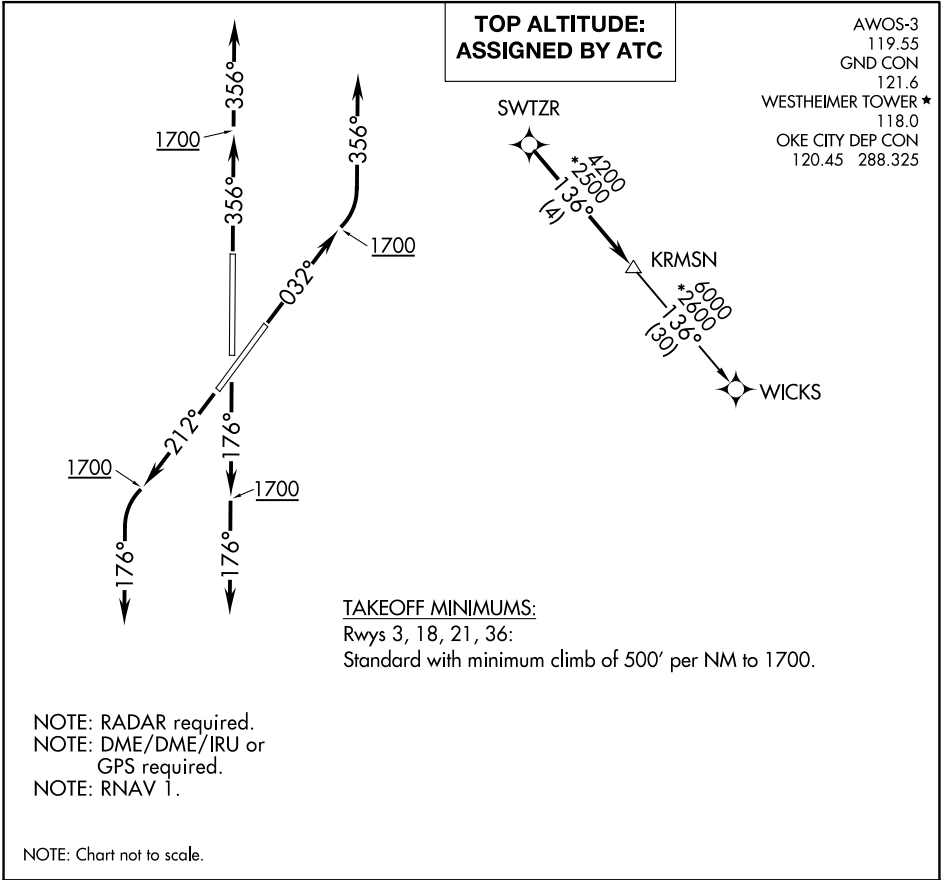 TOP ALTITUDE:
ASSIGNED BY ATC
AWOS-3
119.55
GND CON
121.6
WESTHEIMER TOWER ★
118.0
OKE CITY DEP CON
120.45 288.325
356°
1700
356°
356°
1700
032°
212°
1700
176°
176°
1700
176°
SWTZR
4200
*2500
136°
(4)
KRMSN
6000
*2600
136°
(30)
WICKS
TAKEOFF MINIMUMS:
Rwys 3, 18, 21, 36:
Standard with minimum climb of 500’ per NM to 1700.
NOTE: RADAR required.
NOTE: DME/DME/IRU or
GPS required.
NOTE: RNAV 1.
NOTE: Chart not to scale.